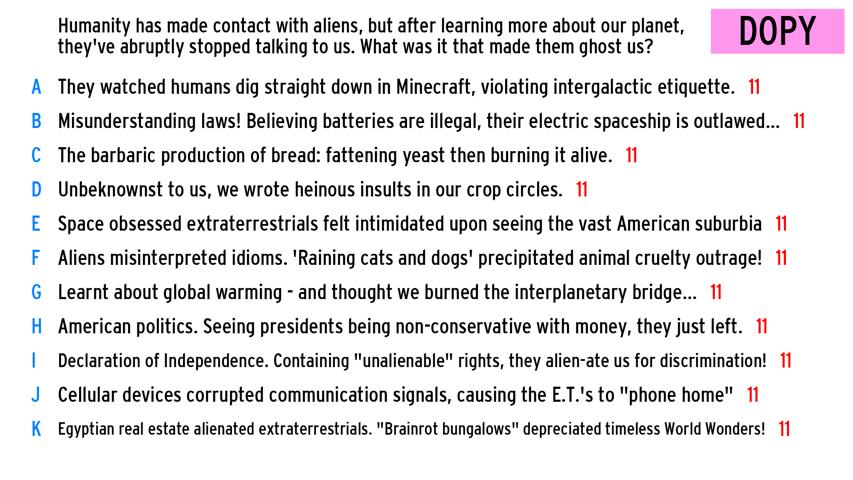 Humanity has made contact with aliens, but after learning more about our planet,
they've abruptly stopped talking to us. What was it that made them ghost us?
DOPY
A They watched humans dig straight down in Minecraft, violating intergalactic etiquette. 11
B Misunderstanding laws! Believing batteries are illegal, their electric spaceship is outlawed... 11
C The barbaric production of bread: fattening yeast then burning it alive. 11
D Unbeknownst to us, we wrote heinous insults in our crop circles. 11
E Space obsessed extraterrestrials felt intimidated upon seeing the vast American suburbia 11
F Aliens misinterpreted idioms. 'Raining cats and dogs' precipitated animal cruelty outrage! 11
G Learnt about global warming - and thought we burned the interplanetary bridge... 11
H American politics. Seeing presidents being non-conservative with money, they just left. 11
I Declaration of Independence. Containing "unalienable" rights, they alien-ate us for discrimination! 11
J Cellular devices corrupted communication signals, causing the E.T.'s to "phone home" 11
K Egyptian real estate alienated extraterrestrials. "Brainrot bungalows" depreciated timeless World Wonders! 11